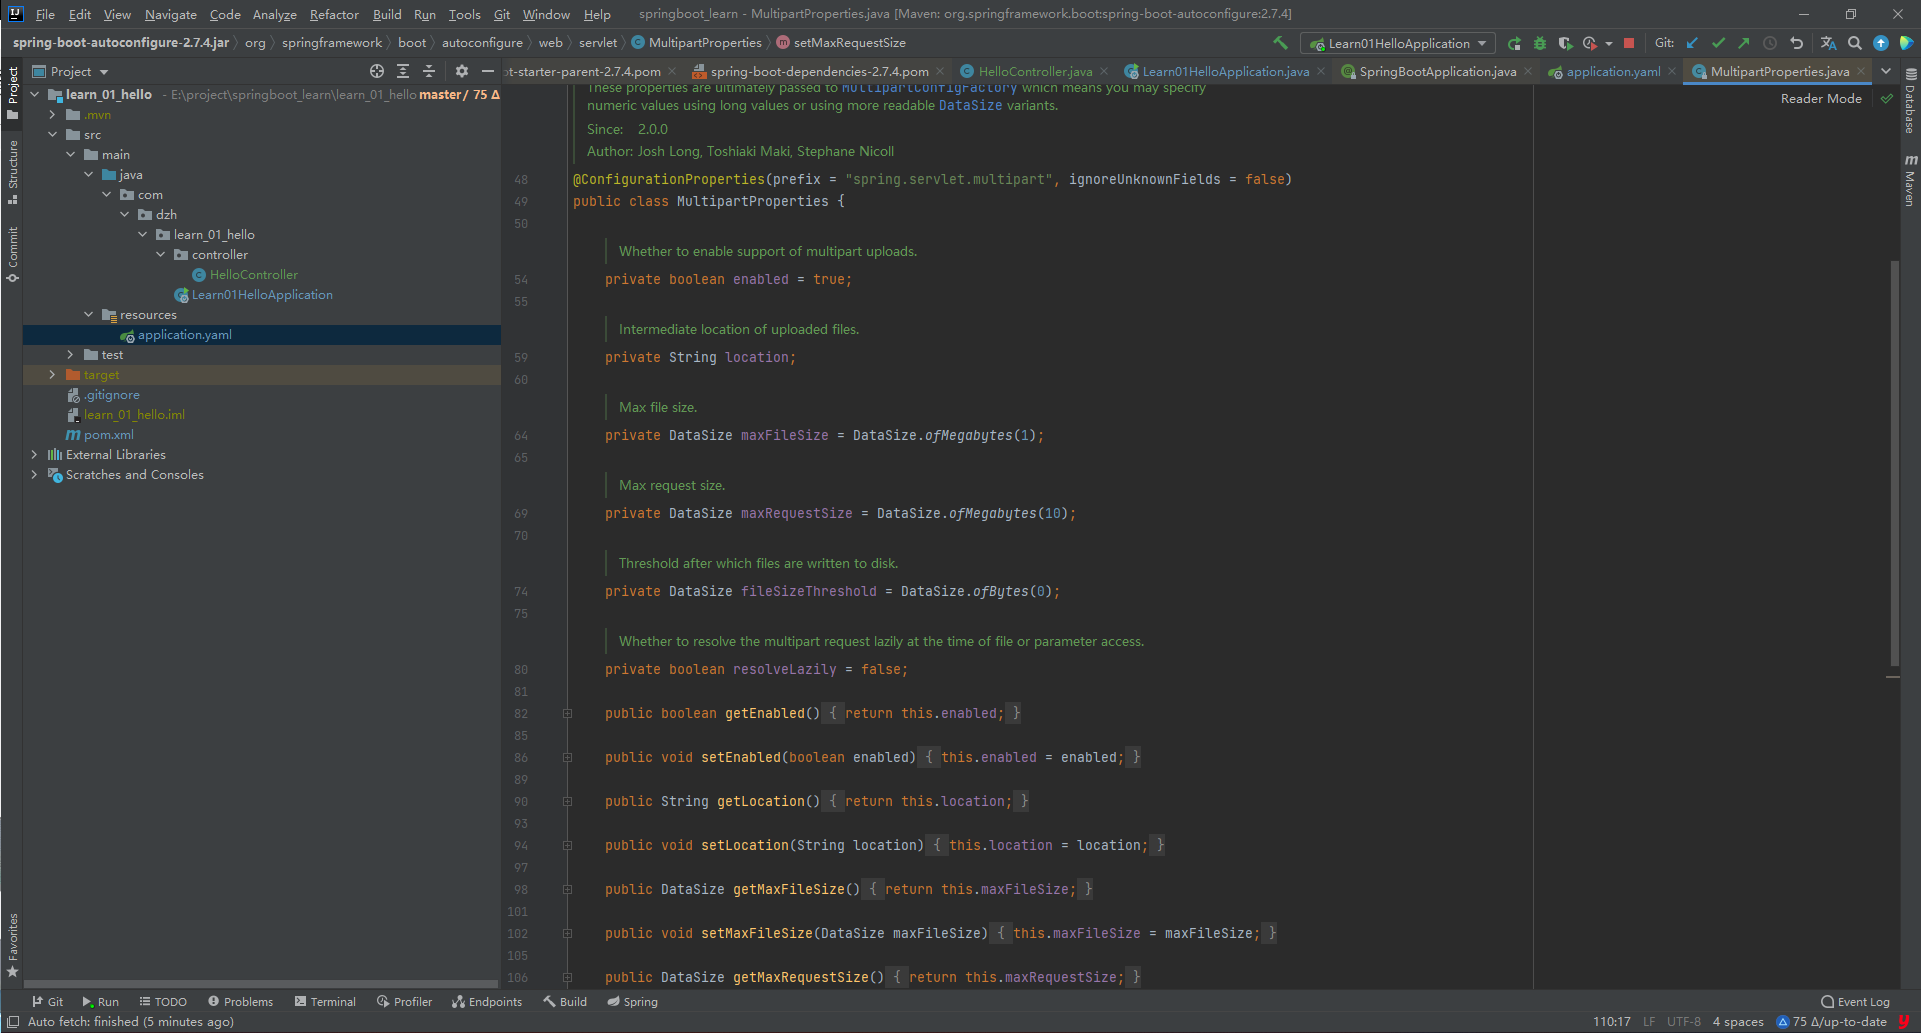 File Edit View Navigate Code Analyze Refactor Build Run Tools Git Window Help springboot_learn - MultipartProperties.java [Maven: org.springframework.boot:spring-boot-autoconfigure:2.7.4]
spring-boot-autoconfigure-2.7.4.jar org springframework boot autoconfigure web servlet MultipartProperties setMaxRequestSize Learn01HelloApplication Git:
Project
ot-starter-parent-2.7.4.pom spring-boot-dependencies-2.7.4.pom HelloController.java Learn01HelloApplication.java SpringBootApplication.java application.yaml MultipartProperties.java
Project
Structure
Commit
Favorites
learn_01_hello - E:\project\springboot_learn\learn_01_hello master/ 75 Δ
.mvn
src
main
java
com
dzh
learn_01_hello
controller
HelloController
Learn01HelloApplication
resources
application.yaml
test
target
.gitignore
learn_01_hello.iml
pom.xml
External Libraries
Scratches and Consoles
Reader Mode
These properties are ultimately passed to MultipartConfigFactory which means you may specify
numeric values using long values or using more readable DataSize variants.
Since: 2.0.0
Author: Josh Long, Toshiaki Maki, Stephane Nicoll
48 @ConfigurationProperties(prefix = "spring.servlet.multipart", ignoreUnknownFields = false)
49 public class MultipartProperties {
50
Whether to enable support of multipart uploads.
54 private boolean enabled = true;
55
Intermediate location of uploaded files.
59 private String location;
60
Max file size.
64 private DataSize maxFileSize = DataSize.ofMegabytes(1);
65
Max request size.
69 private DataSize maxRequestSize = DataSize.ofMegabytes(10);
70
Threshold after which files are written to disk.
74 private DataSize fileSizeThreshold = DataSize.ofBytes(0);
75
Whether to resolve the multipart request lazily at the time of file or parameter access.
80 private boolean resolveLazily = false;
81
82 public boolean getEnabled() { return this.enabled; }
85
86 public void setEnabled(boolean enabled) { this.enabled = enabled; }
89
90 public String getLocation() { return this.location; }
93
94 public void setLocation(String location) { this.location = location; }
97
98 public DataSize getMaxFileSize() { return this.maxFileSize; }
101
102 public void setMaxFileSize(DataSize maxFileSize) { this.maxFileSize = maxFileSize; }
105
106 public DataSize getMaxRequestSize() { return this.maxRequestSize; }
Database
Maven
Git Run TODO Problems Terminal Profiler Endpoints Build Spring Event Log
Auto fetch: finished (5 minutes ago) 110:17 LF UTF-8 4 spaces 75 Δ/up-to-date